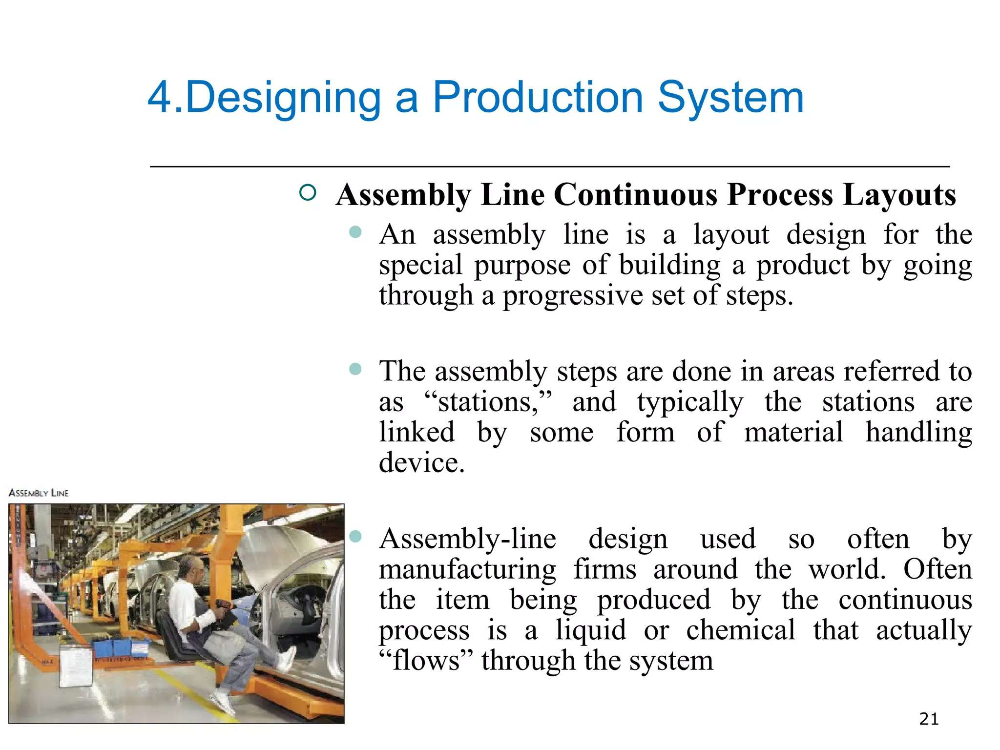 4.Designing a Production System
Assembly Line Continuous Process Layouts
An assembly line is a layout design for the
special purpose of building a product by going
through a progressive set of steps.
The assembly steps are done in areas referred to
as “stations,” and typically the stations are
linked by some form of material handling
device.
ASSEMBLY LINE
Assembly-line design used so often by
manufacturing firms around the world. Often
the item being produced by the continuous
process is a liquid or chemical that actually
“flows” through the system
21